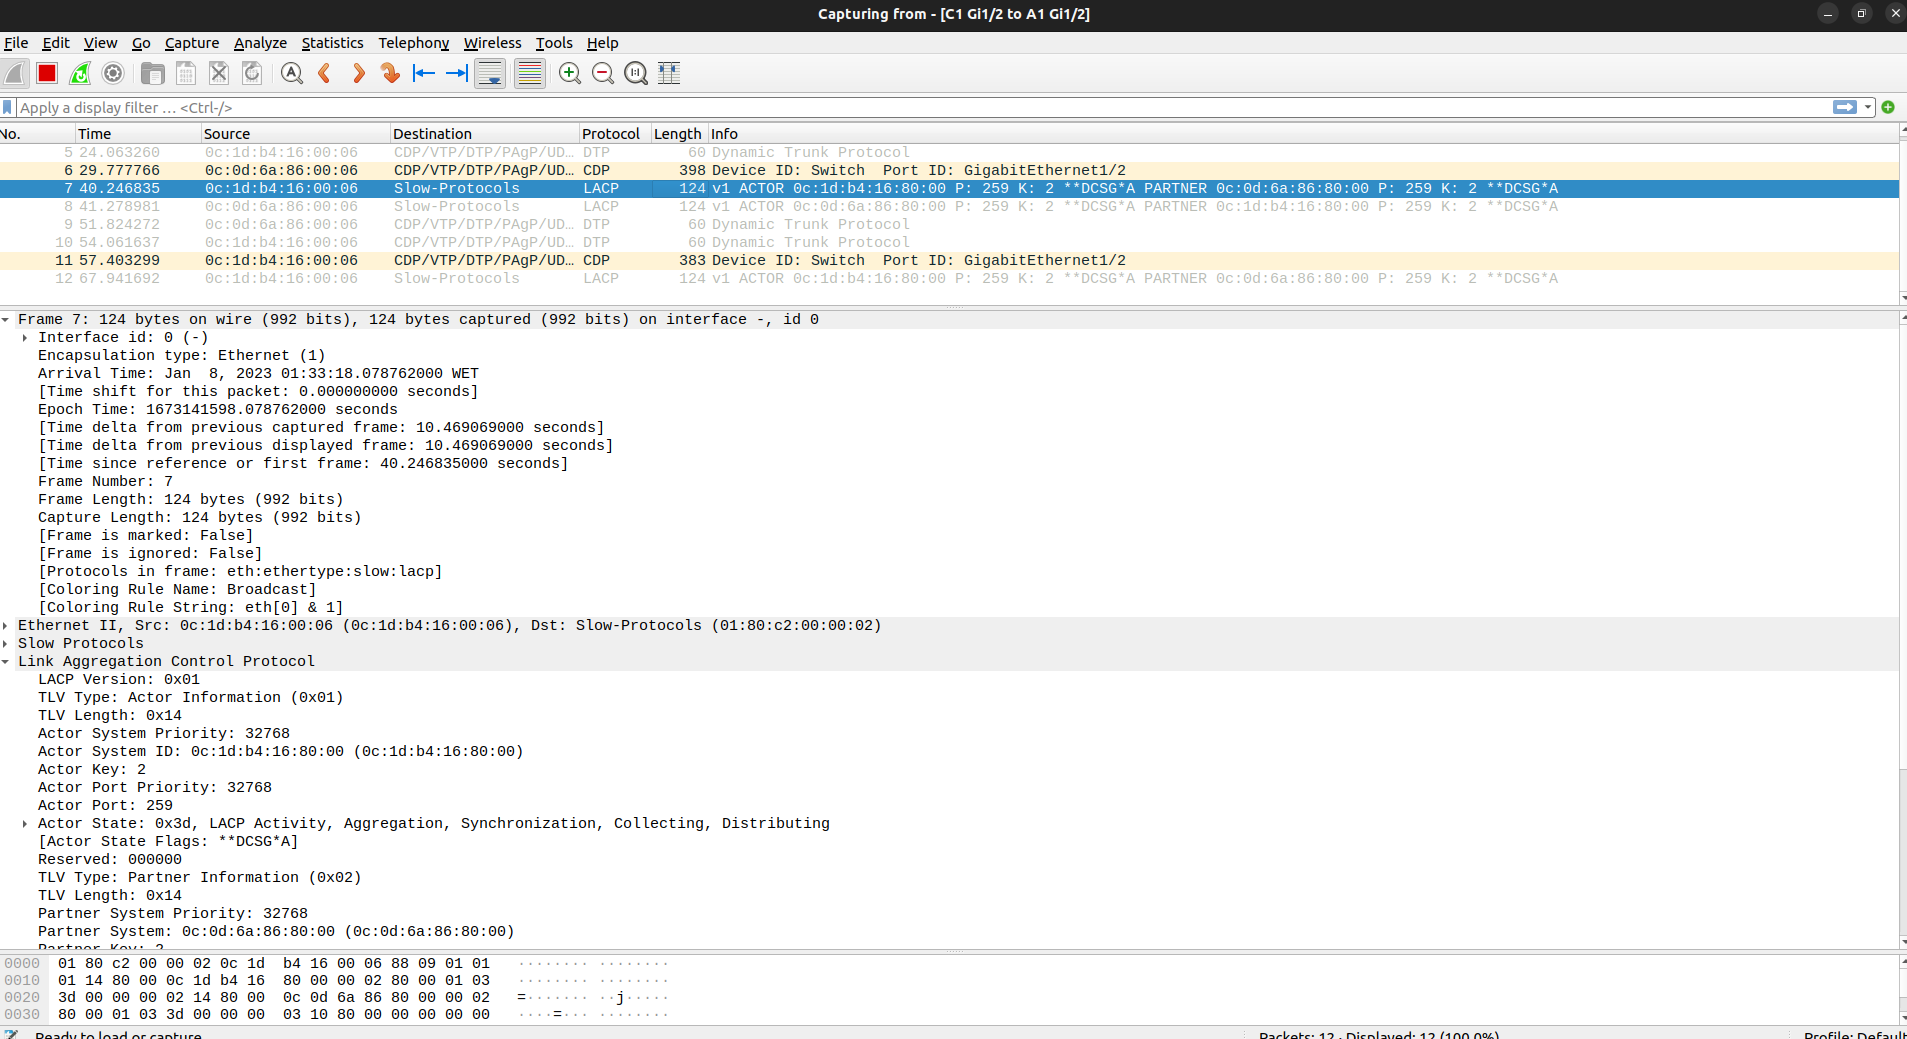 Capturing from - [C1 Gi1/2 to A1 Gi1/2]
File Edit View Go Capture Analyze Statistics Telephony Wireless Tools Help
Apply a display filter … <Ctrl-/>
No. Time Source Destination Protocol Length Info
5 24.063260 0c:1d:b4:16:00:06 CDP/VTP/DTP/PAgP/UD… DTP 60 Dynamic Trunk Protocol
6 29.777766 0c:0d:6a:86:00:06 CDP/VTP/DTP/PAgP/UD… CDP 398 Device ID: Switch  Port ID: GigabitEthernet1/2
7 40.246835 0c:1d:b4:16:00:06 Slow-Protocols LACP 124 v1 ACTOR 0c:1d:b4:16:80:00 P: 259 K: 2 **DCSG*A PARTNER 0c:0d:6a:86:80:00 P: 259 K: 2 **DCSG*A
8 41.278981 0c:0d:6a:86:00:06 Slow-Protocols LACP 124 v1 ACTOR 0c:0d:6a:86:80:00 P: 259 K: 2 **DCSG*A PARTNER 0c:1d:b4:16:80:00 P: 259 K: 2 **DCSG*A
9 51.824272 0c:0d:6a:86:00:06 CDP/VTP/DTP/PAgP/UD… DTP 60 Dynamic Trunk Protocol
10 54.061637 0c:1d:b4:16:00:06 CDP/VTP/DTP/PAgP/UD… DTP 60 Dynamic Trunk Protocol
11 57.403299 0c:1d:b4:16:00:06 CDP/VTP/DTP/PAgP/UD… CDP 383 Device ID: Switch  Port ID: GigabitEthernet1/2
12 67.941692 0c:1d:b4:16:00:06 Slow-Protocols LACP 124 v1 ACTOR 0c:1d:b4:16:80:00 P: 259 K: 2 **DCSG*A PARTNER 0c:0d:6a:86:80:00 P: 259 K: 2 **DCSG*A
Frame 7: 124 bytes on wire (992 bits), 124 bytes captured (992 bits) on interface -, id 0
Interface id: 0 (-)
Encapsulation type: Ethernet (1)
Arrival Time: Jan  8, 2023 01:33:18.078762000 WET
[Time shift for this packet: 0.000000000 seconds]
Epoch Time: 1673141598.078762000 seconds
[Time delta from previous captured frame: 10.469069000 seconds]
[Time delta from previous displayed frame: 10.469069000 seconds]
[Time since reference or first frame: 40.246835000 seconds]
Frame Number: 7
Frame Length: 124 bytes (992 bits)
Capture Length: 124 bytes (992 bits)
[Frame is marked: False]
[Frame is ignored: False]
[Protocols in frame: eth:ethertype:slow:lacp]
[Coloring Rule Name: Broadcast]
[Coloring Rule String: eth[0] & 1]
Ethernet II, Src: 0c:1d:b4:16:00:06 (0c:1d:b4:16:00:06), Dst: Slow-Protocols (01:80:c2:00:00:02)
Slow Protocols
Link Aggregation Control Protocol
LACP Version: 0x01
TLV Type: Actor Information (0x01)
TLV Length: 0x14
Actor System Priority: 32768
Actor System ID: 0c:1d:b4:16:80:00 (0c:1d:b4:16:80:00)
Actor Key: 2
Actor Port Priority: 32768
Actor Port: 259
Actor State: 0x3d, LACP Activity, Aggregation, Synchronization, Collecting, Distributing
[Actor State Flags: **DCSG*A]
Reserved: 000000
TLV Type: Partner Information (0x02)
TLV Length: 0x14
Partner System Priority: 32768
Partner System: 0c:0d:6a:86:80:00 (0c:0d:6a:86:80:00)
Partner Key: 2
0000 01 80 c2 00 00 02 0c 1d  b4 16 00 06 88 09 01 01 ········ ········
0010 01 14 80 00 0c 1d b4 16  80 00 00 02 80 00 01 03 ········ ········
0020 3d 00 00 00 02 14 80 00  0c 0d 6a 86 80 00 00 02 =······· ··j·····
0030 80 00 01 03 3d 00 00 00  03 10 80 00 00 00 00 00 ····=··· ········
Ready to load or capture Packets: 12 · Displayed: 12 (100.0%) Profile: Default